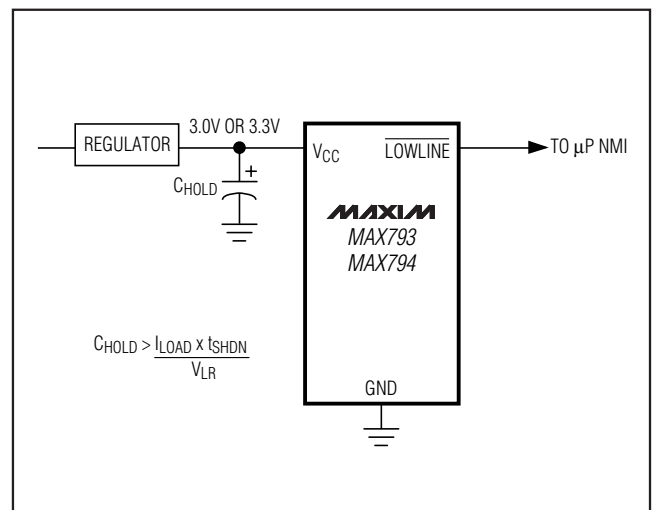 REGULATOR
3.0V OR 3.3V
+
CHOLD
VCC
LOWLINE
TO μP NMI
MAXIM
MAX793
MAX794
CHOLD > ILOAD x tSHDN
VLR
GND